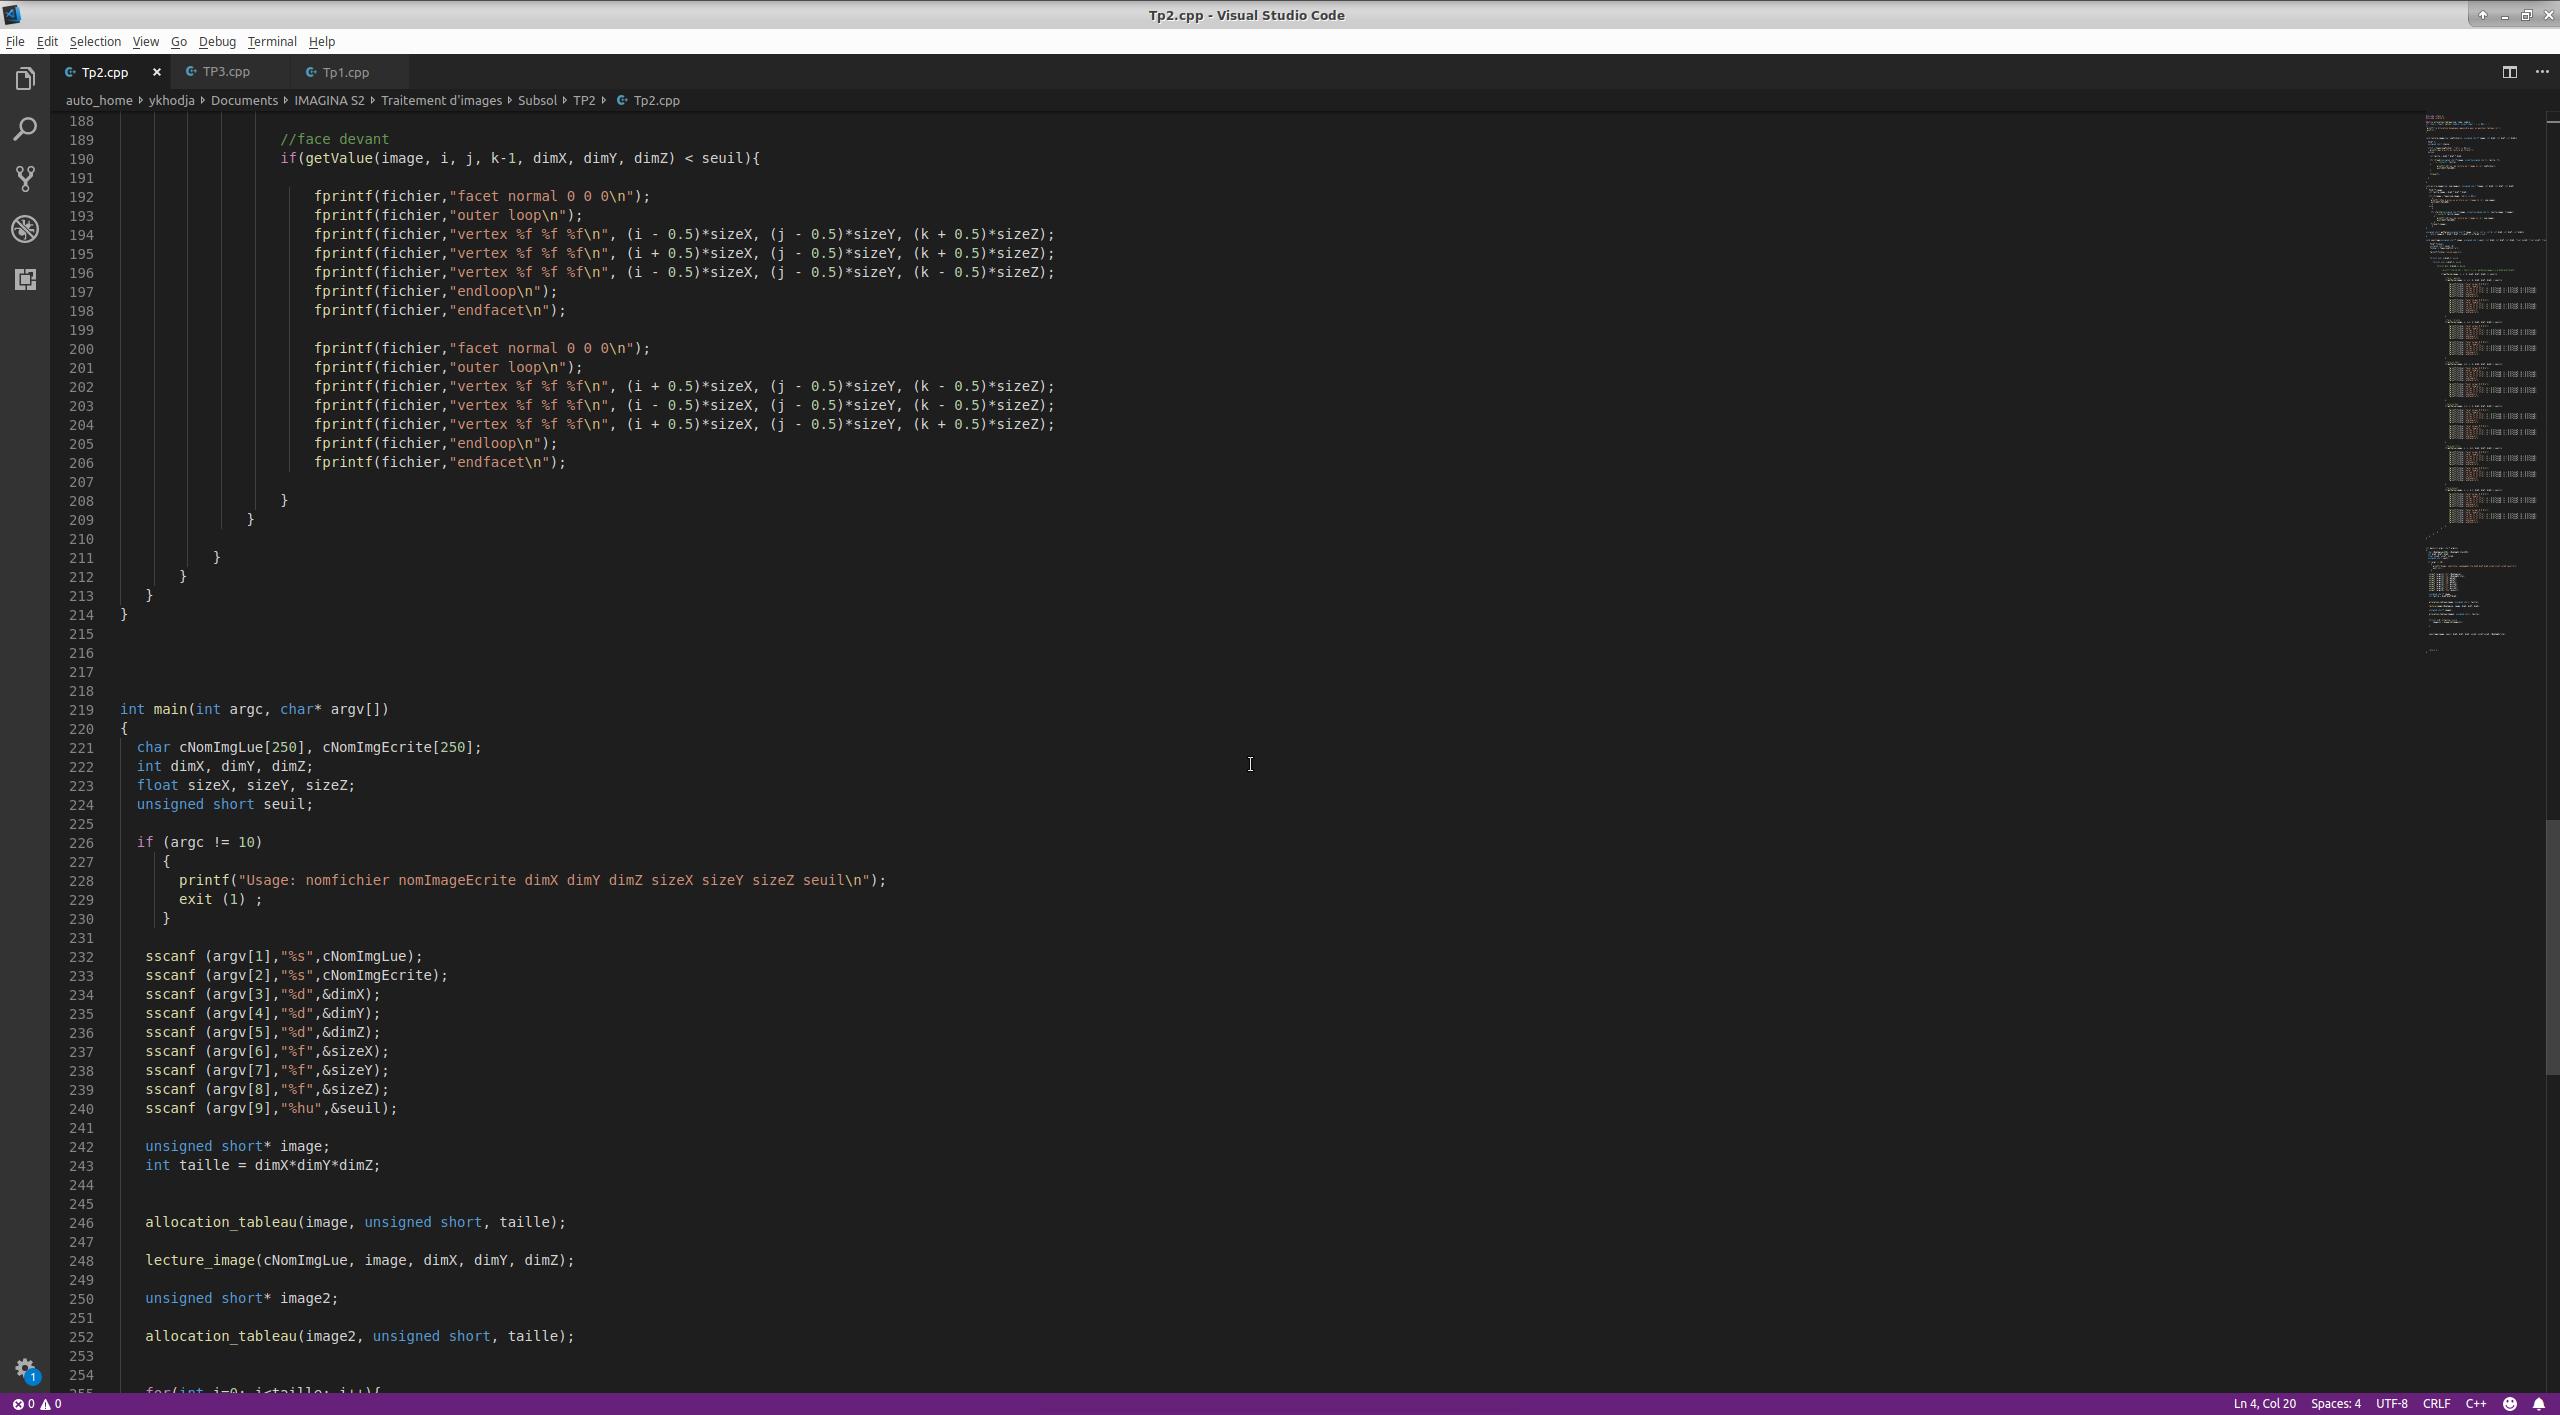 Tp2.cpp - Visual Studio Code
File Edit Selection View Go Debug Terminal Help
Tp2.cpp TP3.cpp Tp1.cpp
auto_home ykhodja Documents IMAGINA S2 Traitement d'images Subsol TP2 Tp2.cpp
188
189 //face devant
190 if(getValue(image, i, j, k-1, dimX, dimY, dimZ) < seuil){
191
192 fprintf(fichier,"facet normal 0 0 0\n");
193 fprintf(fichier,"outer loop\n");
194 fprintf(fichier,"vertex %f %f %f\n", (i - 0.5)*sizeX, (j - 0.5)*sizeY, (k + 0.5)*sizeZ);
195 fprintf(fichier,"vertex %f %f %f\n", (i + 0.5)*sizeX, (j - 0.5)*sizeY, (k + 0.5)*sizeZ);
196 fprintf(fichier,"vertex %f %f %f\n", (i - 0.5)*sizeX, (j - 0.5)*sizeY, (k - 0.5)*sizeZ);
197 fprintf(fichier,"endloop\n");
198 fprintf(fichier,"endfacet\n");
199
200 fprintf(fichier,"facet normal 0 0 0\n");
201 fprintf(fichier,"outer loop\n");
202 fprintf(fichier,"vertex %f %f %f\n", (i + 0.5)*sizeX, (j - 0.5)*sizeY, (k - 0.5)*sizeZ);
203 fprintf(fichier,"vertex %f %f %f\n", (i - 0.5)*sizeX, (j - 0.5)*sizeY, (k - 0.5)*sizeZ);
204 fprintf(fichier,"vertex %f %f %f\n", (i + 0.5)*sizeX, (j - 0.5)*sizeY, (k + 0.5)*sizeZ);
205 fprintf(fichier,"endloop\n");
206 fprintf(fichier,"endfacet\n");
207
208 }
209 }
210
211 }
212 }
213 }
214 }
215
216
217
218
219 int main(int argc, char* argv[])
220 {
221 char cNomImgLue[250], cNomImgEcrite[250];
222 int dimX, dimY, dimZ;
223 float sizeX, sizeY, sizeZ;
224 unsigned short seuil;
225
226 if (argc != 10)
227 {
228 printf("Usage: nomfichier nomImageEcrite dimX dimY dimZ sizeX sizeY sizeZ seuil\n");
229 exit (1) ;
230 }
231
232 sscanf (argv[1],"%s",cNomImgLue);
233 sscanf (argv[2],"%s",cNomImgEcrite);
234 sscanf (argv[3],"%d",&dimX);
235 sscanf (argv[4],"%d",&dimY);
236 sscanf (argv[5],"%d",&dimZ);
237 sscanf (argv[6],"%f",&sizeX);
238 sscanf (argv[7],"%f",&sizeY);
239 sscanf (argv[8],"%f",&sizeZ);
240 sscanf (argv[9],"%hu",&seuil);
241
242 unsigned short* image;
243 int taille = dimX*dimY*dimZ;
244
245
246 allocation_tableau(image, unsigned short, taille);
247
248 lecture_image(cNomImgLue, image, dimX, dimY, dimZ);
249
250 unsigned short* image2;
251
252 allocation_tableau(image2, unsigned short, taille);
253
254
255 for(int i=0; i<taille; i++){
1
0 0 Ln 4, Col 20 Spaces: 4 UTF-8 CRLF C++